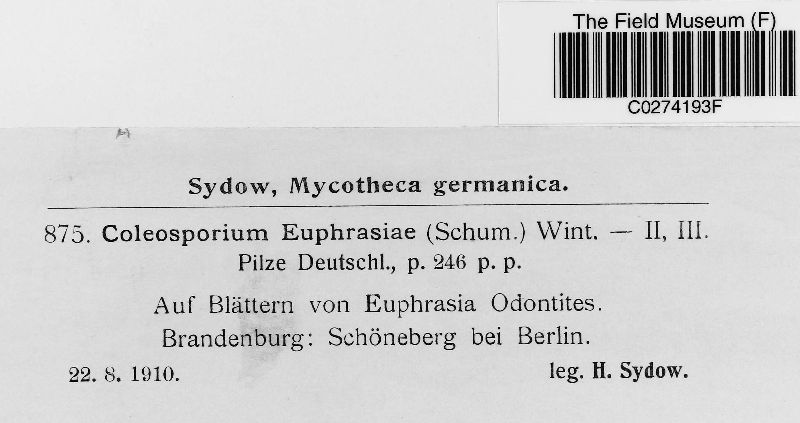 The Field Museum (F)
C0274193F
Sydow, Mycotheca germanica.
875. Coleosporium Euphrasiae (Schum.) Wint. — II, III.
Pilze Deutschl., p. 246 p. p.
Auf Blättern von Euphrasia Odontites.
Brandenburg: Schöneberg bei Berlin.
22. 8. 1910. leg. H. Sydow.